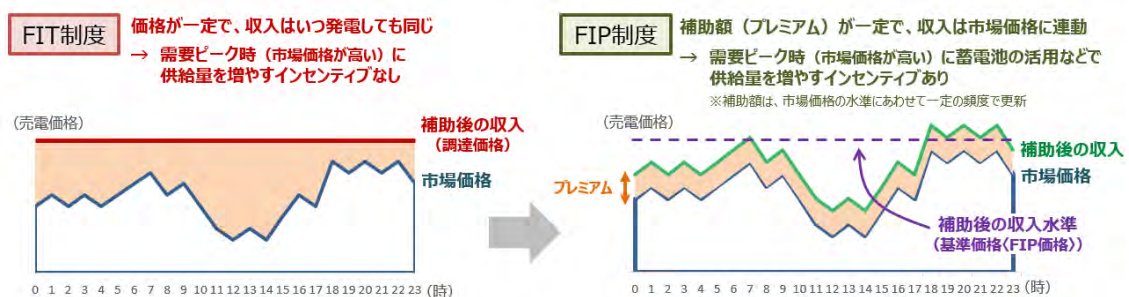 FIT制度
価格が一定で、収入はいつ発電しても同じ
→ 需要ピーク時（市場価格が高い）に
供給量を増やすインセンティブなし
（売電価格）
補助後の収入
（調達価格）
市場価格
0 1 2 3 4 5 6 7 8 9 10 11 12 13 14 15 16 17 18 19 20 21 22 23 (時)
FIP制度
補助額（プレミアム）が一定で、収入は市場価格に連動
→ 需要ピーク時（市場価格が高い）に蓄電池の活用などで
供給量を増やすインセンティブあり
※補助額は、市場価格の水準にあわせて一定の頻度で更新
（売電価格）
補助後の収入
市場価格
プレミアム
補助後の収入水準
（基準価格〈FIP価格〉）
0 1 2 3 4 5 6 7 8 9 10 11 12 13 14 15 16 17 18 19 20 21 22 23 (時)